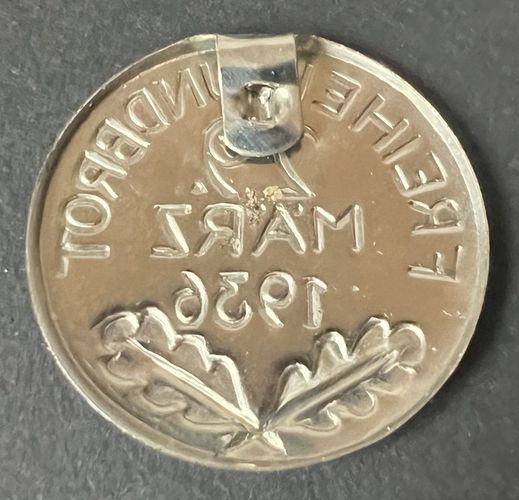 FREIHEIT UND BROT
29.
MÄRZ
1936